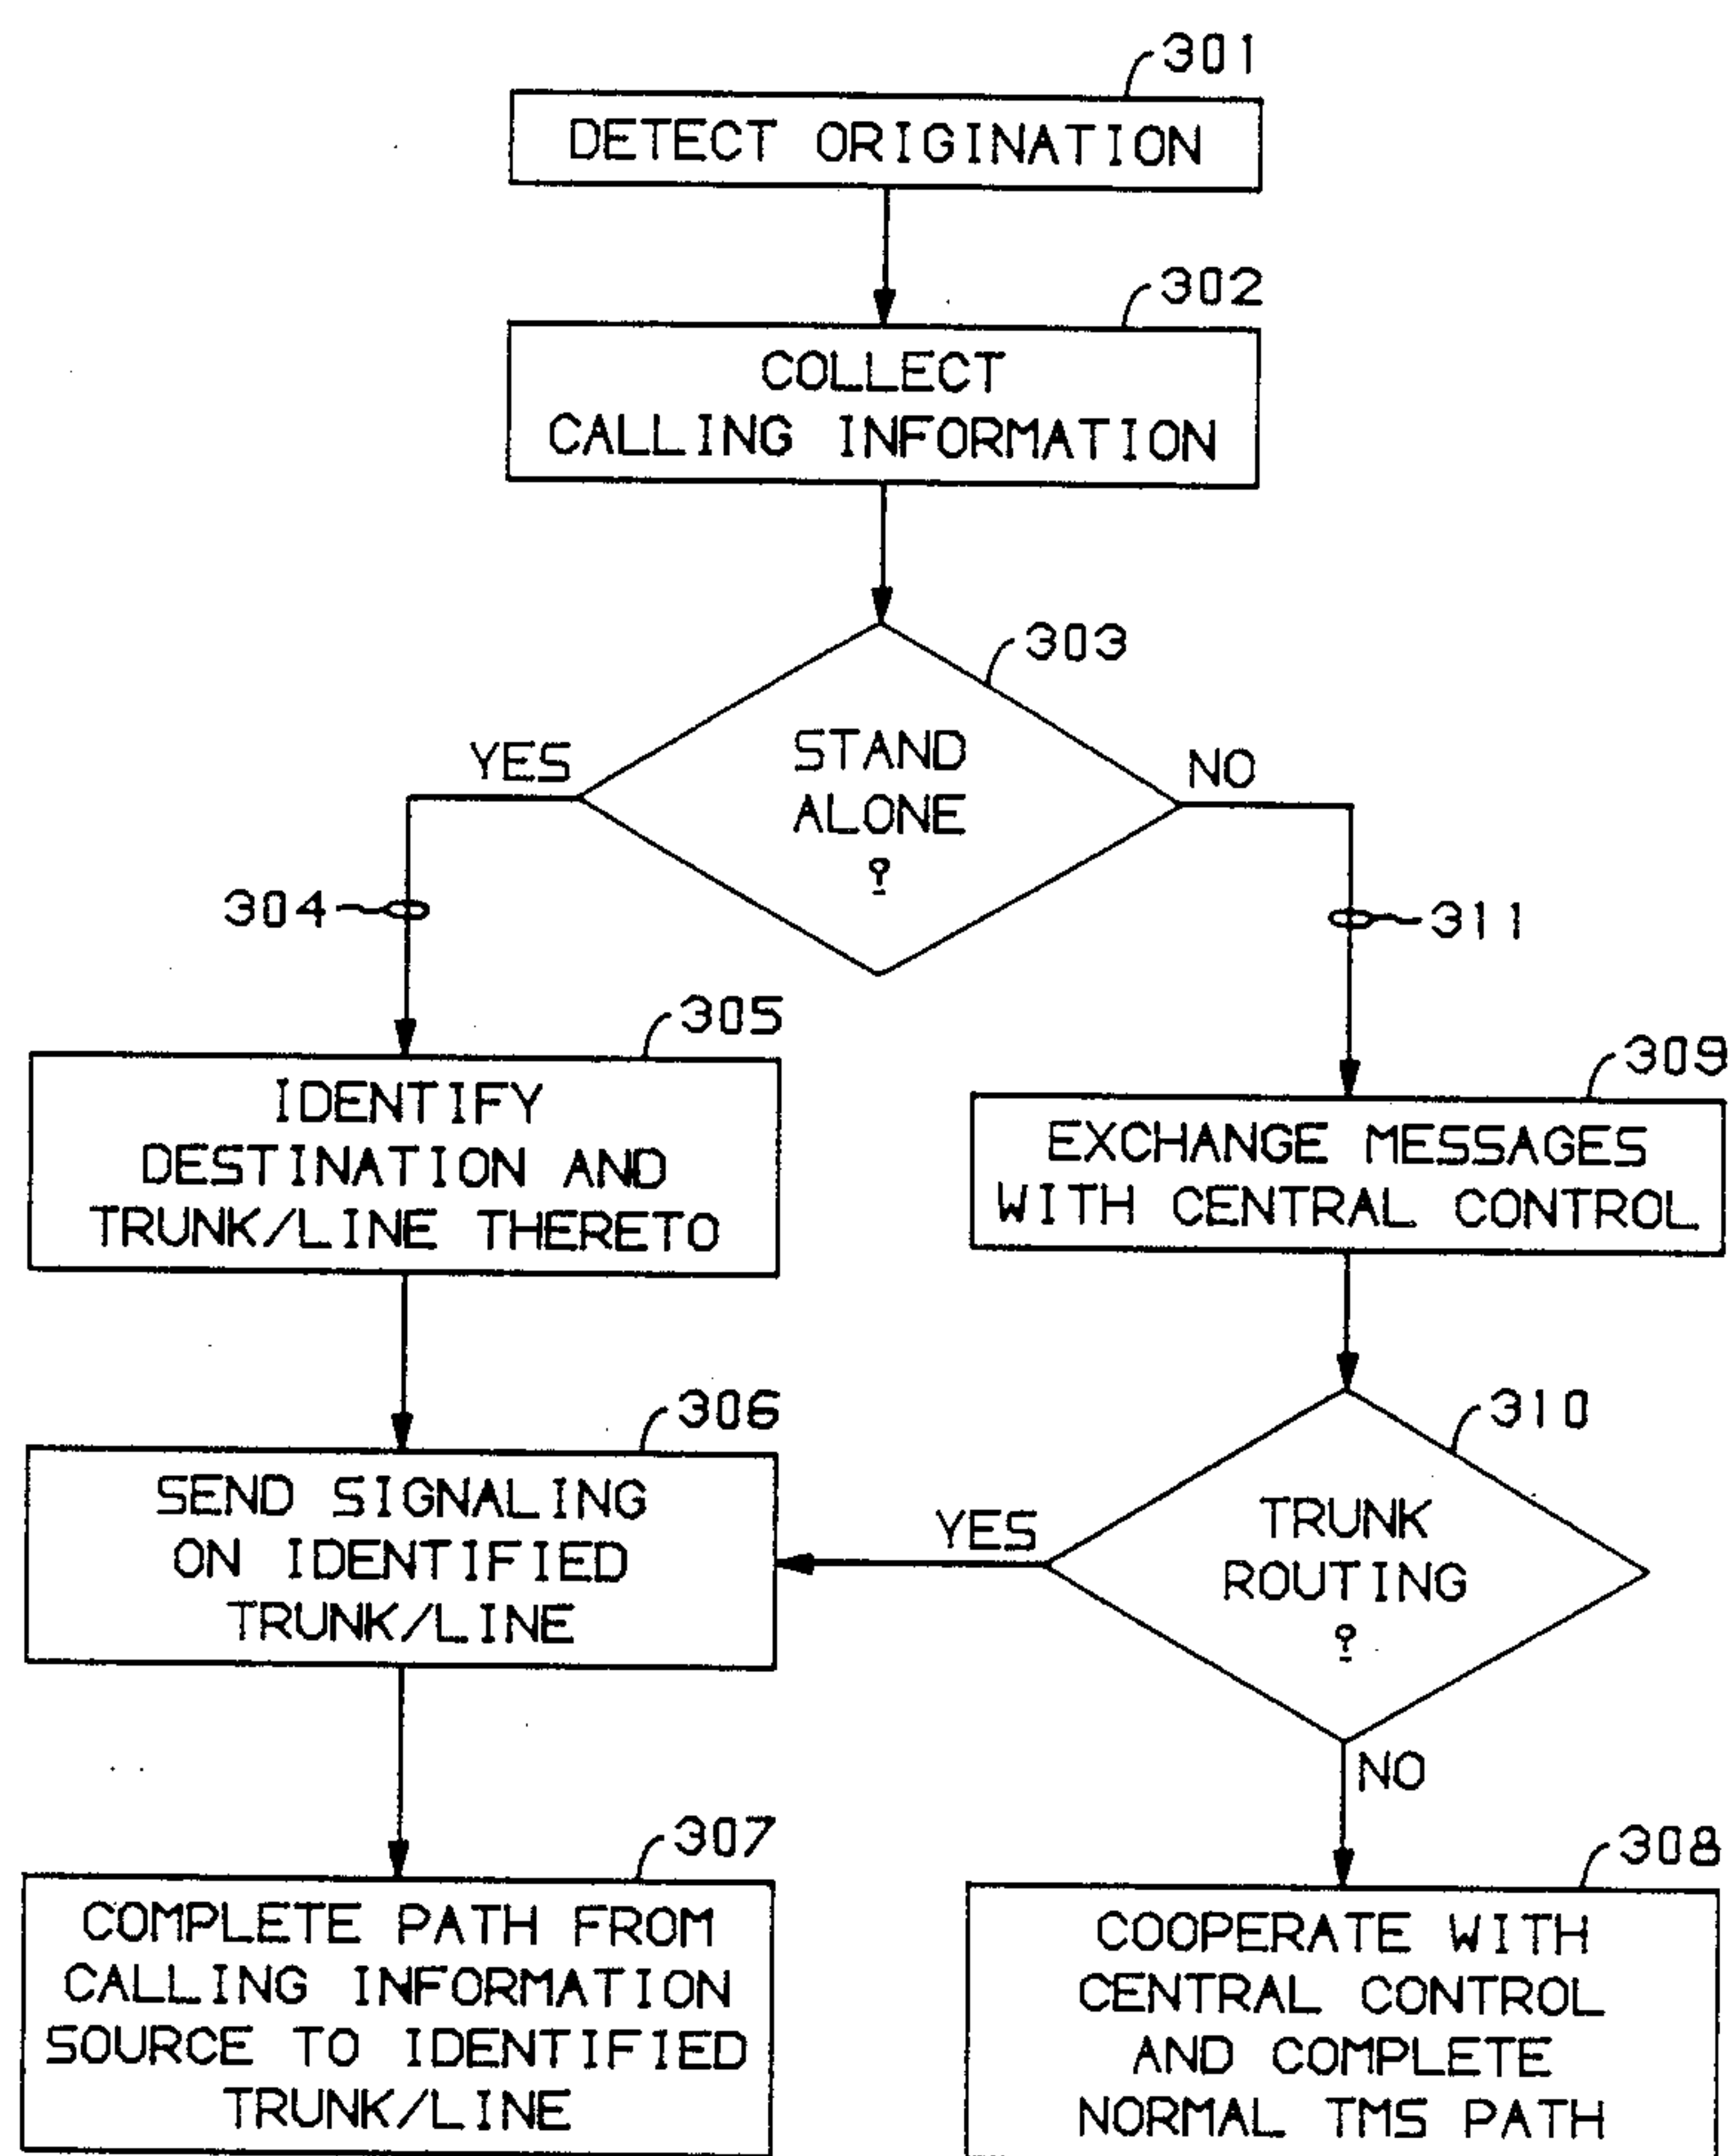 301
DETECT ORIGINATION
302
COLLECT
CALLING INFORMATION
303
STAND
ALONE
?
YES
NO
304
311
305
IDENTIFY
DESTINATION AND
TRUNK/LINE THERETO
309
EXCHANGE MESSAGES
WITH CENTRAL CONTROL
306
SEND SIGNALING
ON IDENTIFIED
TRUNK/LINE
YES
310
TRUNK
ROUTING
?
NO
307
COMPLETE PATH FROM
CALLING INFORMATION
SOURCE TO IDENTIFIED
TRUNK/LINE
308
COOPERATE WITH
CENTRAL CONTROL
AND COMPLETE
NORMAL TMS PATH